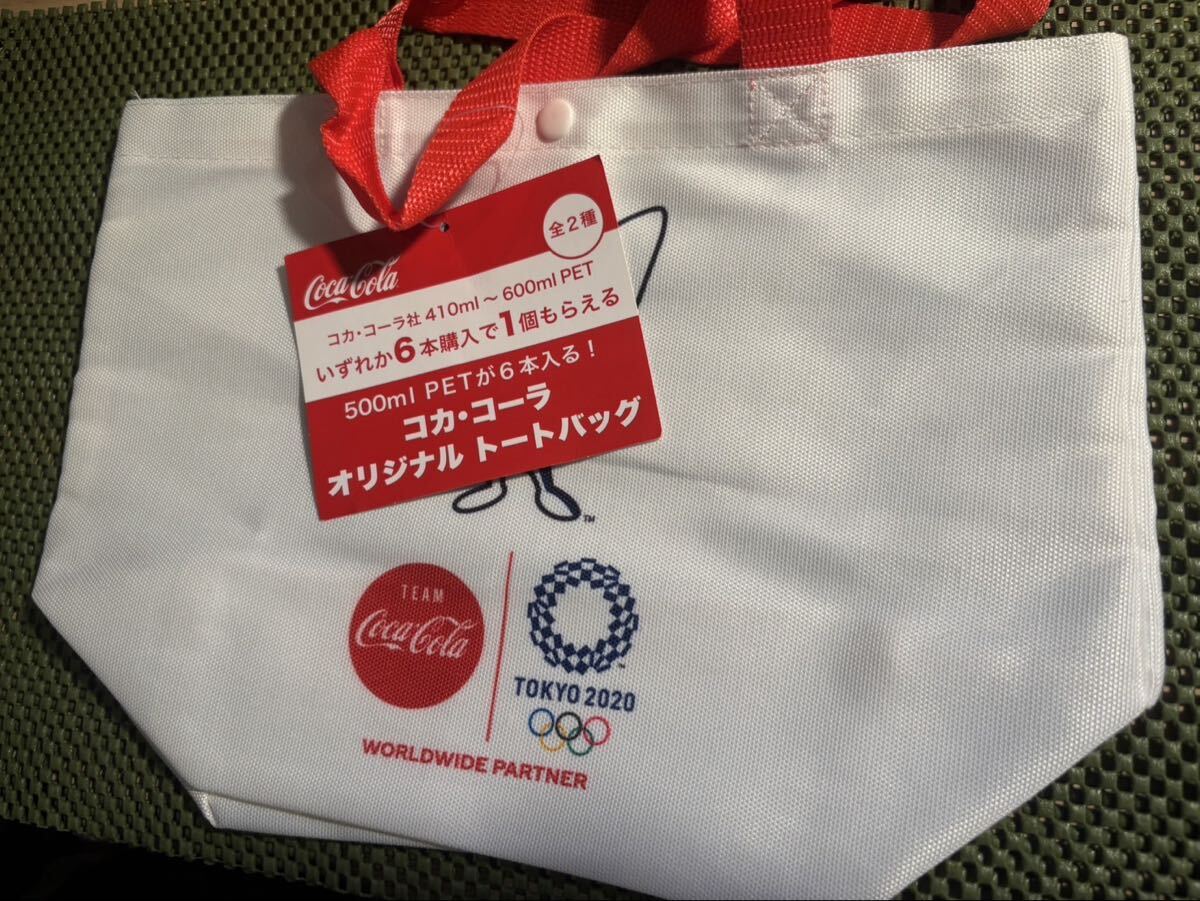 全2種
Coca-Cola
コカ・コーラ社 410ml～600ml PET
いずれか6本購入で1個もらえる
500ml PETが6本入る！
コカ・コーラ
オリジナル トートバッグ
TM
TEAM
Coca-Cola
TM
TOKYO 2020
WORLDWIDE PARTNER